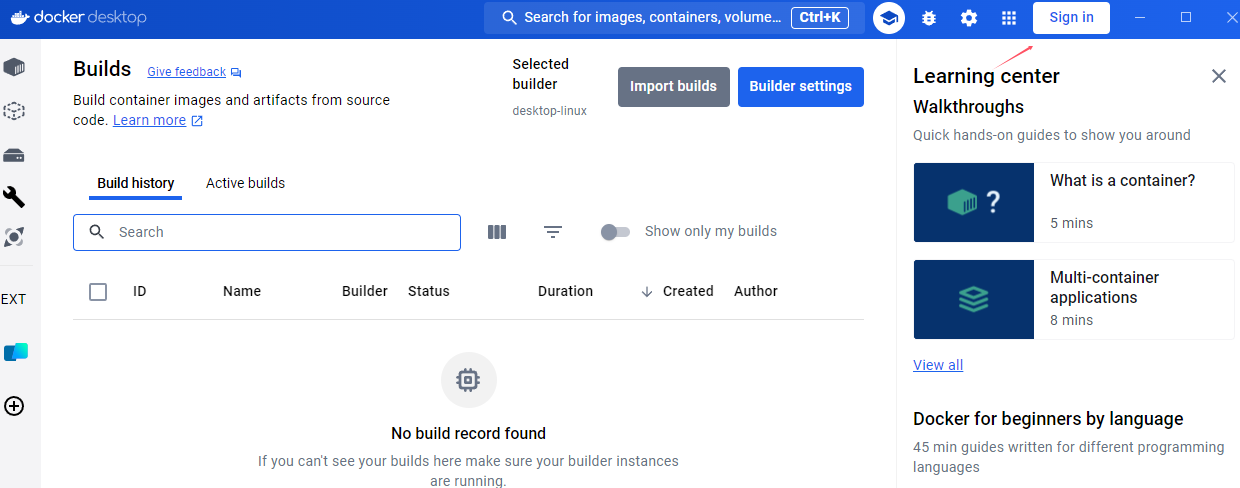 docker desktop
Search for images, containers, volume... Ctrl+K
Sign in
EXT
Builds Give feedback
Build container images and artifacts from source
code. Learn more
Selected
builder
desktop-linux
Import builds
Builder settings
Build history Active builds
Search
Show only my builds
ID Name Builder Status Duration Created Author
No build record found
If you can't see your builds here make sure your builder instances
are running.
Learning center
Walkthroughs
Quick hands-on guides to show you around
?
What is a container?
5 mins
Multi-container
applications
8 mins
View all
Docker for beginners by language
45 min guides written for different programming
languages